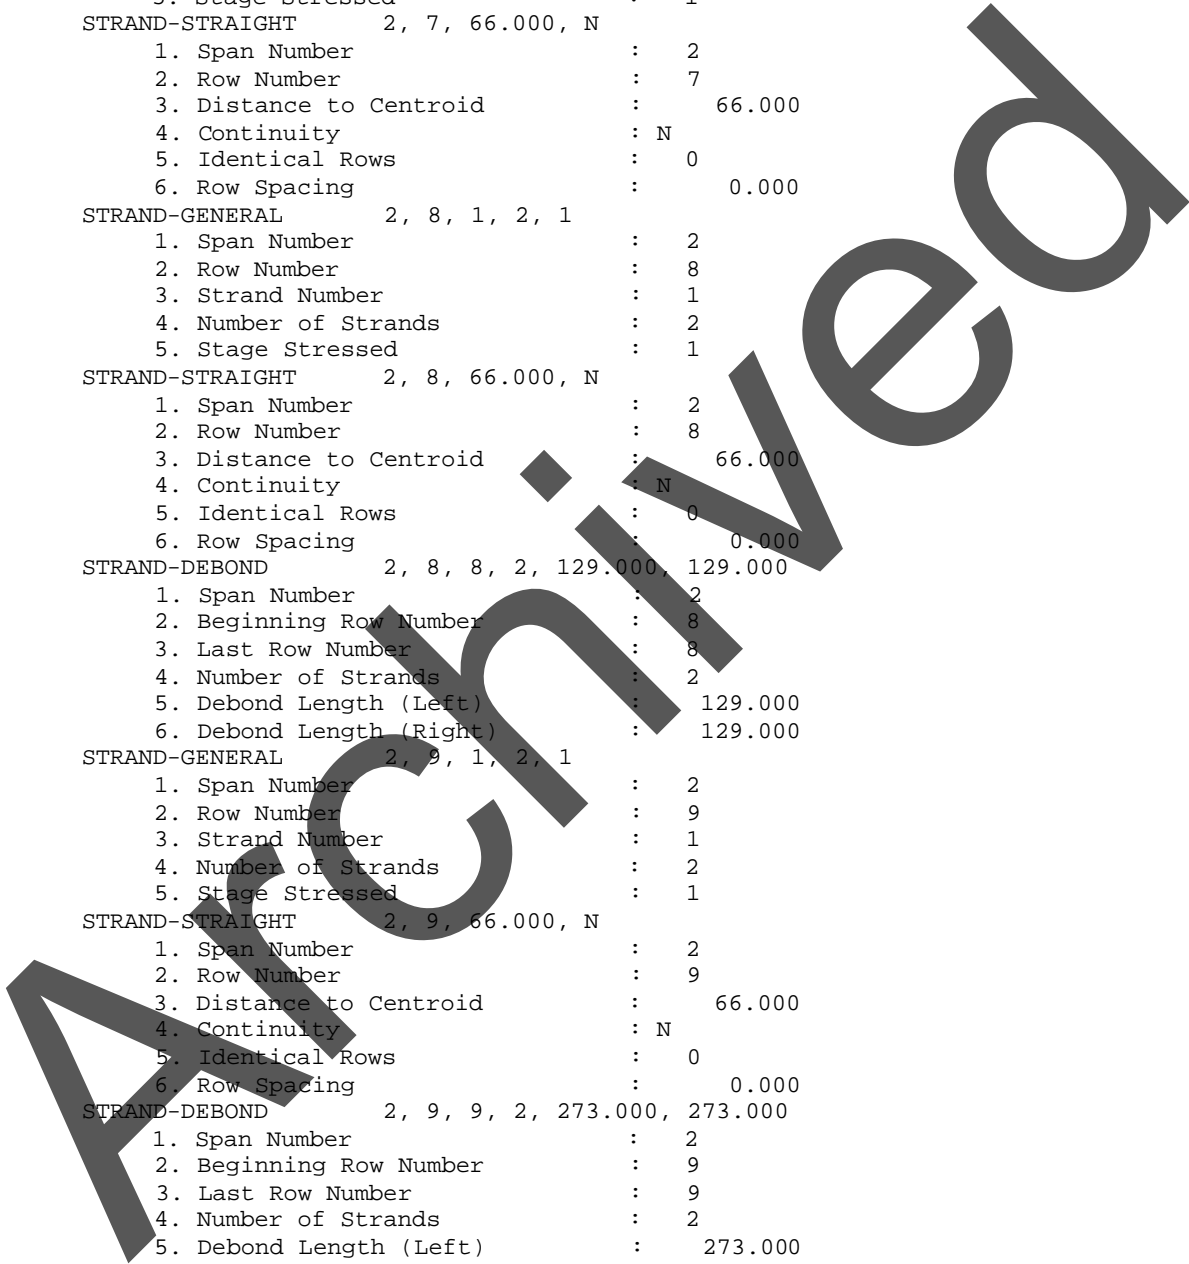 5. Stage Stressed : 1
STRAND-STRAIGHT 2, 7, 66.000, N
1. Span Number : 2
2. Row Number : 7
3. Distance to Centroid : 66.000
4. Continuity : N
5. Identical Rows : 0
6. Row Spacing : 0.000
STRAND-GENERAL 2, 8, 1, 2, 1
1. Span Number : 2
2. Row Number : 8
3. Strand Number : 1
4. Number of Strands : 2
5. Stage Stressed : 1
STRAND-STRAIGHT 2, 8, 66.000, N
1. Span Number : 2
2. Row Number : 8
3. Distance to Centroid : 66.000
4. Continuity : N
5. Identical Rows : 0
6. Row Spacing : 0.000
STRAND-DEBOND 2, 8, 8, 2, 129.000, 129.000
1. Span Number : 2
2. Beginning Row Number : 8
3. Last Row Number : 8
4. Number of Strands : 2
5. Debond Length (Left) : 129.000
6. Debond Length (Right) : 129.000
STRAND-GENERAL 2, 9, 1, 2, 1
1. Span Number : 2
2. Row Number : 9
3. Strand Number : 1
4. Number of Strands : 2
5. Stage Stressed : 1
STRAND-STRAIGHT 2, 9, 66.000, N
1. Span Number : 2
2. Row Number : 9
3. Distance to Centroid : 66.000
4. Continuity : N
5. Identical Rows : 0
6. Row Spacing : 0.000
STRAND-DEBOND 2, 9, 9, 2, 273.000, 273.000
1. Span Number : 2
2. Beginning Row Number : 9
3. Last Row Number : 9
4. Number of Strands : 2
5. Debond Length (Left) : 273.000
Archived